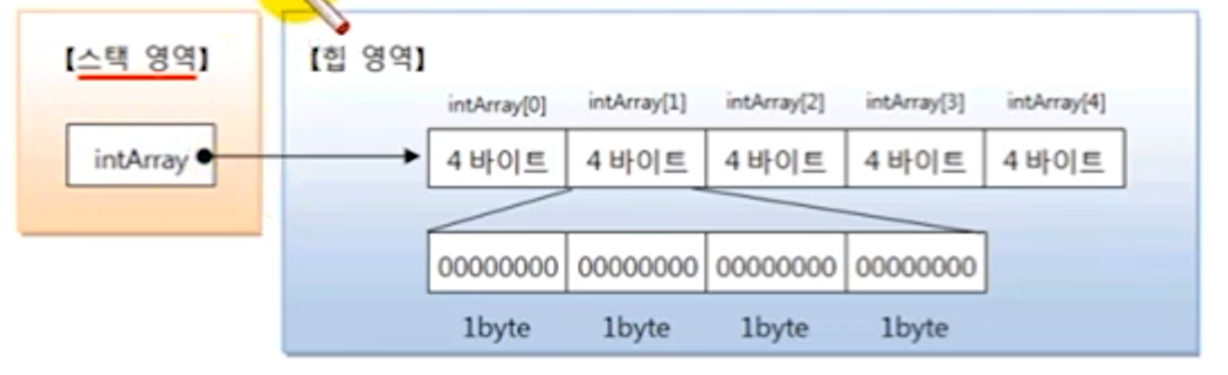 【스택 영역】
【힙 영역】
intArray[0] intArray[1] intArray[2] intArray[3] intArray[4]
intArray
4 바이트 4 바이트 4 바이트 4 바이트 4 바이트
00000000 00000000 00000000 00000000
1byte 1byte 1byte 1byte